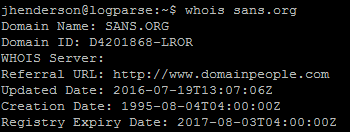 jhenderson@logparse:~$ whois sans.org
Domain Name: SANS.ORG
Domain ID: D4201868-LROR
WHOIS Server:
Referral URL: http://www.domainpeople.com
Updated Date: 2016-07-19T13:07:06Z
Creation Date: 1995-08-04T04:00:00Z
Registry Expiry Date: 2017-08-03T04:00:00Z